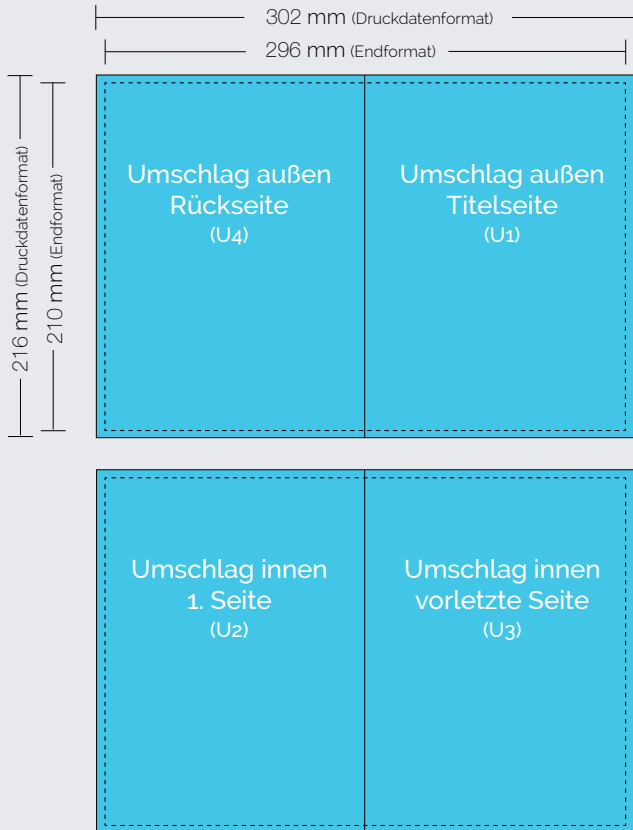 302 mm (Druckdatenformat)
296 mm (Endformat)
216 mm (Druckdatenformat)
210 mm (Endformat)
Umschlag außen
Rückseite
(U4)
Umschlag außen
Titelseite
(U1)
Umschlag innen
1. Seite
(U2)
Umschlag innen
vorletzte Seite
(U3)